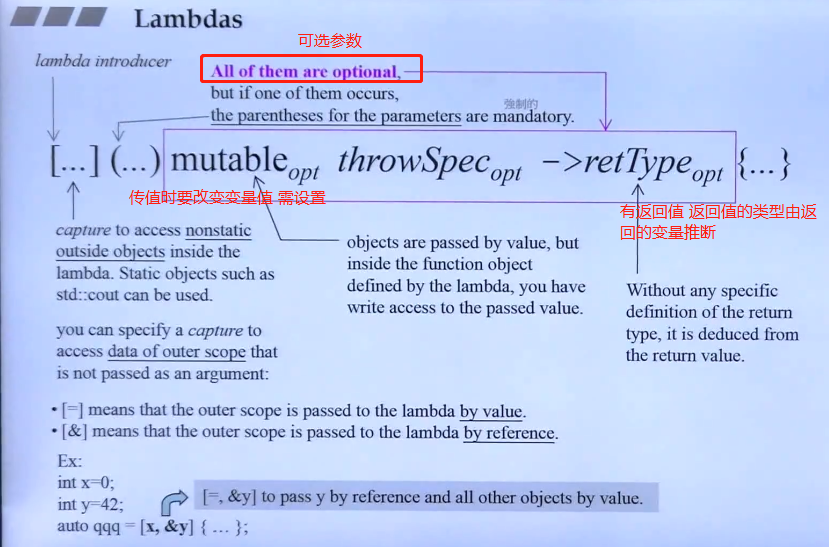 Lambdas
lambda introducer
可选参数
All of them are optional,
but if one of them occurs,
強制的
the parentheses for the parameters are mandatory.
[...] (...) mutableopt throwSpecopt ->retTypeopt {...}
传值时要改变变量值 需设置
有返回值 返回值的类型由返
回的变量推断
capture to access nonstatic
outside objects inside the
lambda. Static objects such as
std::cout can be used.
objects are passed by value, but
inside the function object
defined by the lambda, you have
write access to the passed value.
Without any specific
definition of the return
type, it is deduced from
the return value.
you can specify a capture to
access data of outer scope that
is not passed as an argument:
• [=] means that the outer scope is passed to the lambda by value.
• [&] means that the outer scope is passed to the lambda by reference.
Ex:
int x=0;
int y=42;
auto qqq = [x, &y] { ... };
[=, &y] to pass y by reference and all other objects by value.